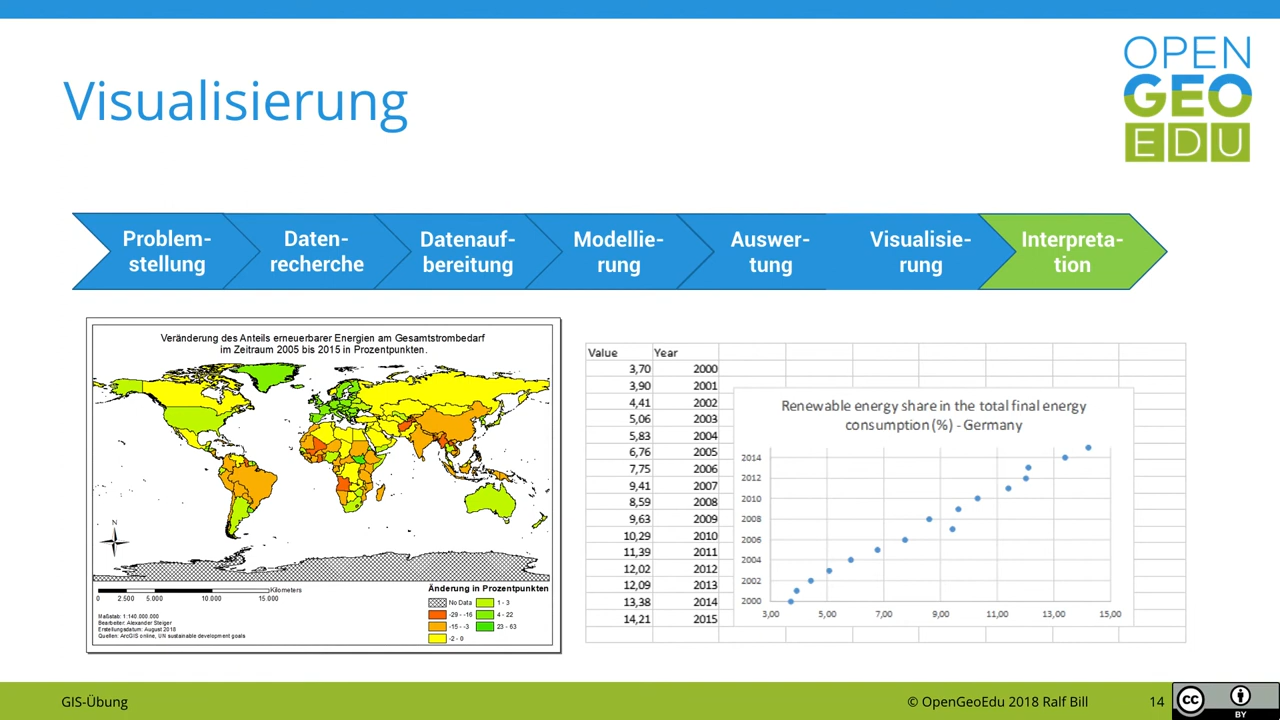 OPEN
GEO
EDU
Visualisierung
Problem-
stellung
Daten-
recherche
Datenauf-
bereitung
Modellie-
rung
Auswer-
tung
Visualisie-
rung
Interpreta-
tion
Veränderung des Anteils erneuerbarer Energien am Gesamtstrombedarf
im Zeitraum 2005 bis 2015 in Prozentpunkten.
N
Kilometers
0 2 500 5.000 10.000 15.000
Maßstab: 1:140.000.000
Bearbeiter: Alexander Steiger
Erstellungsdatum: August 2018
Quellen: ArcGIS online, UN sustainable development goals
Änderung in Prozentpunkten
No Data 1 - 3
-29 - -16 4 - 22
-15 - -3 23 - 63
-2 - 0
Value Year
3,70 2000
3,90 2001
4,41 2002
5,06 2003
5,83 2004
6,76 2005
7,75 2006
9,41 2007
8,59 2008
9,63 2009
10,29 2010
11,39 2011
12,02 2012
12,09 2013
13,38 2014
14,21 2015
Renewable energy share in the total final energy
consumption (%) - Germany
2014
2012
2010
2008
2006
2004
2002
2000
3,00 5,00 7,00 9,00 11,00 13,00 15,00
GIS-Übung
© OpenGeoEdu 2018 Ralf Bill
14
cc
BY